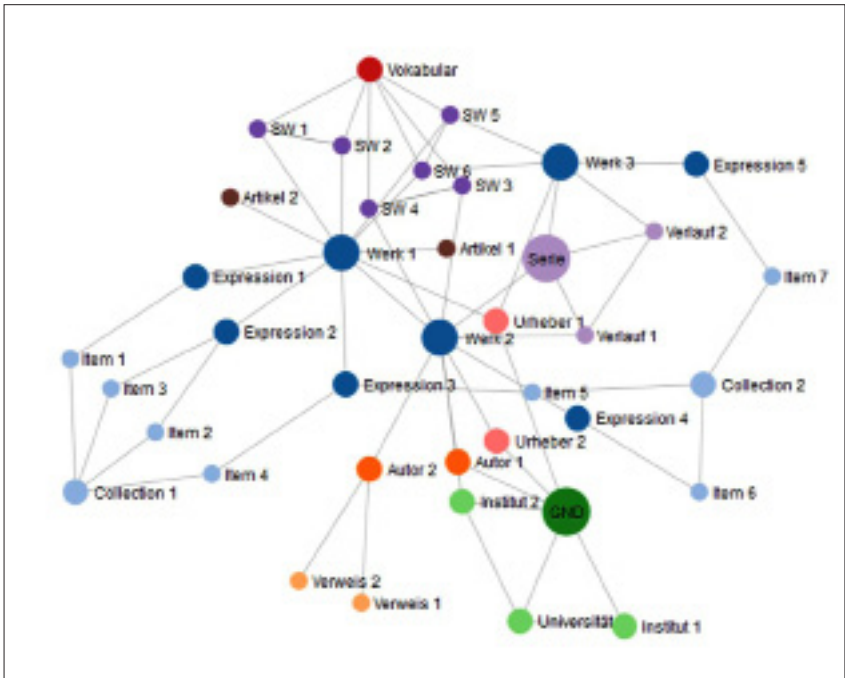 Vokabular
SW 5
SW 1
SW 2
Werk 3
Expression 5
SW 6
SW 3
Artikel 2
SW 4
Verlauf 2
Artikel 1
Werk 1
Serie
Expression 1
Item 7
Urheber 1
Expression 2
Werk 2
Verlauf 1
Item 1
Item 3
Expression 3
Item 5
Collection 2
Expression 4
Item 2
Urheber 2
Autor 1
Autor 2
Item 4
Collection 1
Item 6
Institut 2
GND
Verweis 2
Verweis 1
Universität
Institut 1